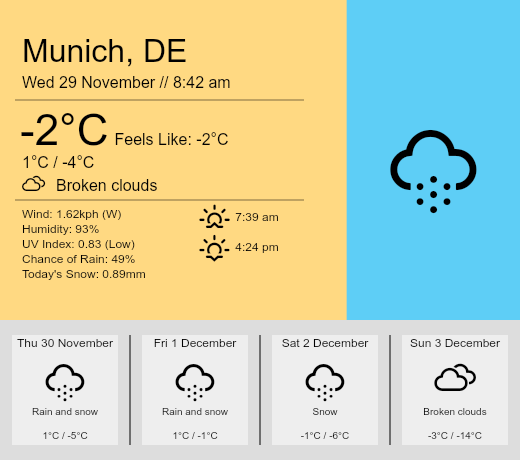 Munich, DE
Wed 29 November // 8:42 am
-2°C Feels Like: -2°C
1°C / -4°C
Broken clouds
Wind: 1.62kph (W)
Humidity: 93%
UV Index: 0.83 (Low)
Chance of Rain: 49%
Today's Snow: 0.89mm
7:39 am
4:24 pm
Thu 30 November
Rain and snow
1°C / -5°C
Fri 1 December
Rain and snow
1°C / -1°C
Sat 2 December
Snow
-1°C / -6°C
Sun 3 December
Broken clouds
-3°C / -14°C